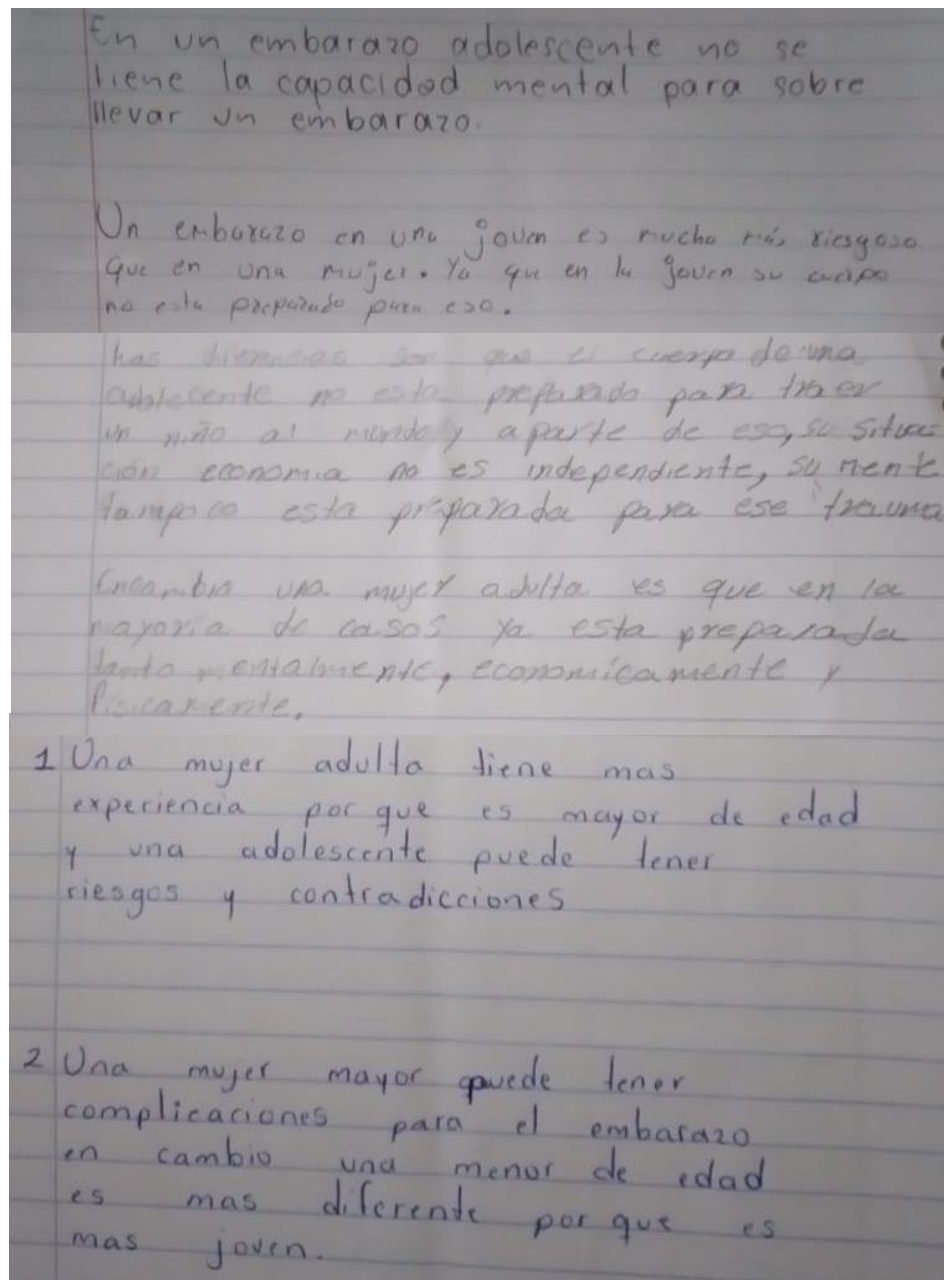 En un embarazo adolescente no se
tiene la capacidad mental para sobre
llevar un embarazo.
Un embarazo en una joven es mucho más riesgoso
que en una mujer. Ya que en la joven su cuerpo
no esta preparado para eso.
las diferencias son que el cuerpo de una
adolecente no esta preparado para traer
un niño al mundo y aparte de eso, su situa
ción economia no es independiente, su mente
tampoco esta preparada para ese trauma
Encambio una mujer adulta es que en la
mayoria de casos ya esta preparada
tanto mentalmente, economicamente y
fisicamente.
1 Una mujer adulta tiene mas
experiencia por que es mayor de edad
y una adolescente puede tener
riesgos y contradicciones
2 Una mujer mayor puede tener
complicaciones para el embarazo
en cambio una menor de edad
es mas diferente por que es
mas joven.